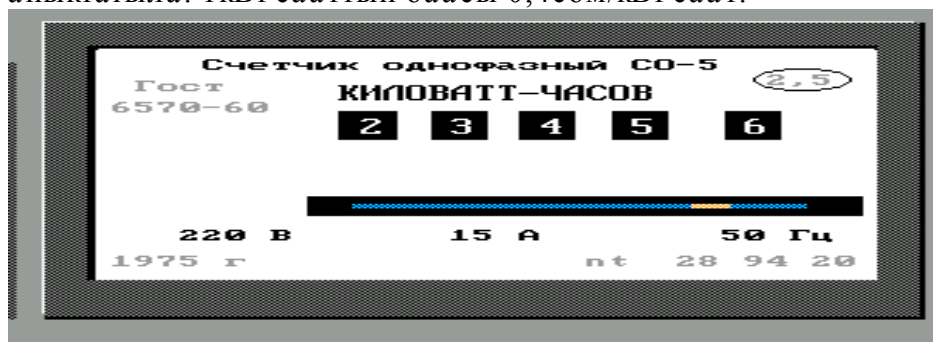 Счетчик однофазный СО-5
Гост
6570-60
2,5
КИЛОВАТТ-ЧАСОВ
2 3 4 5 6
220 В 15 А 50 Гц
1975 г nt 28 94 20